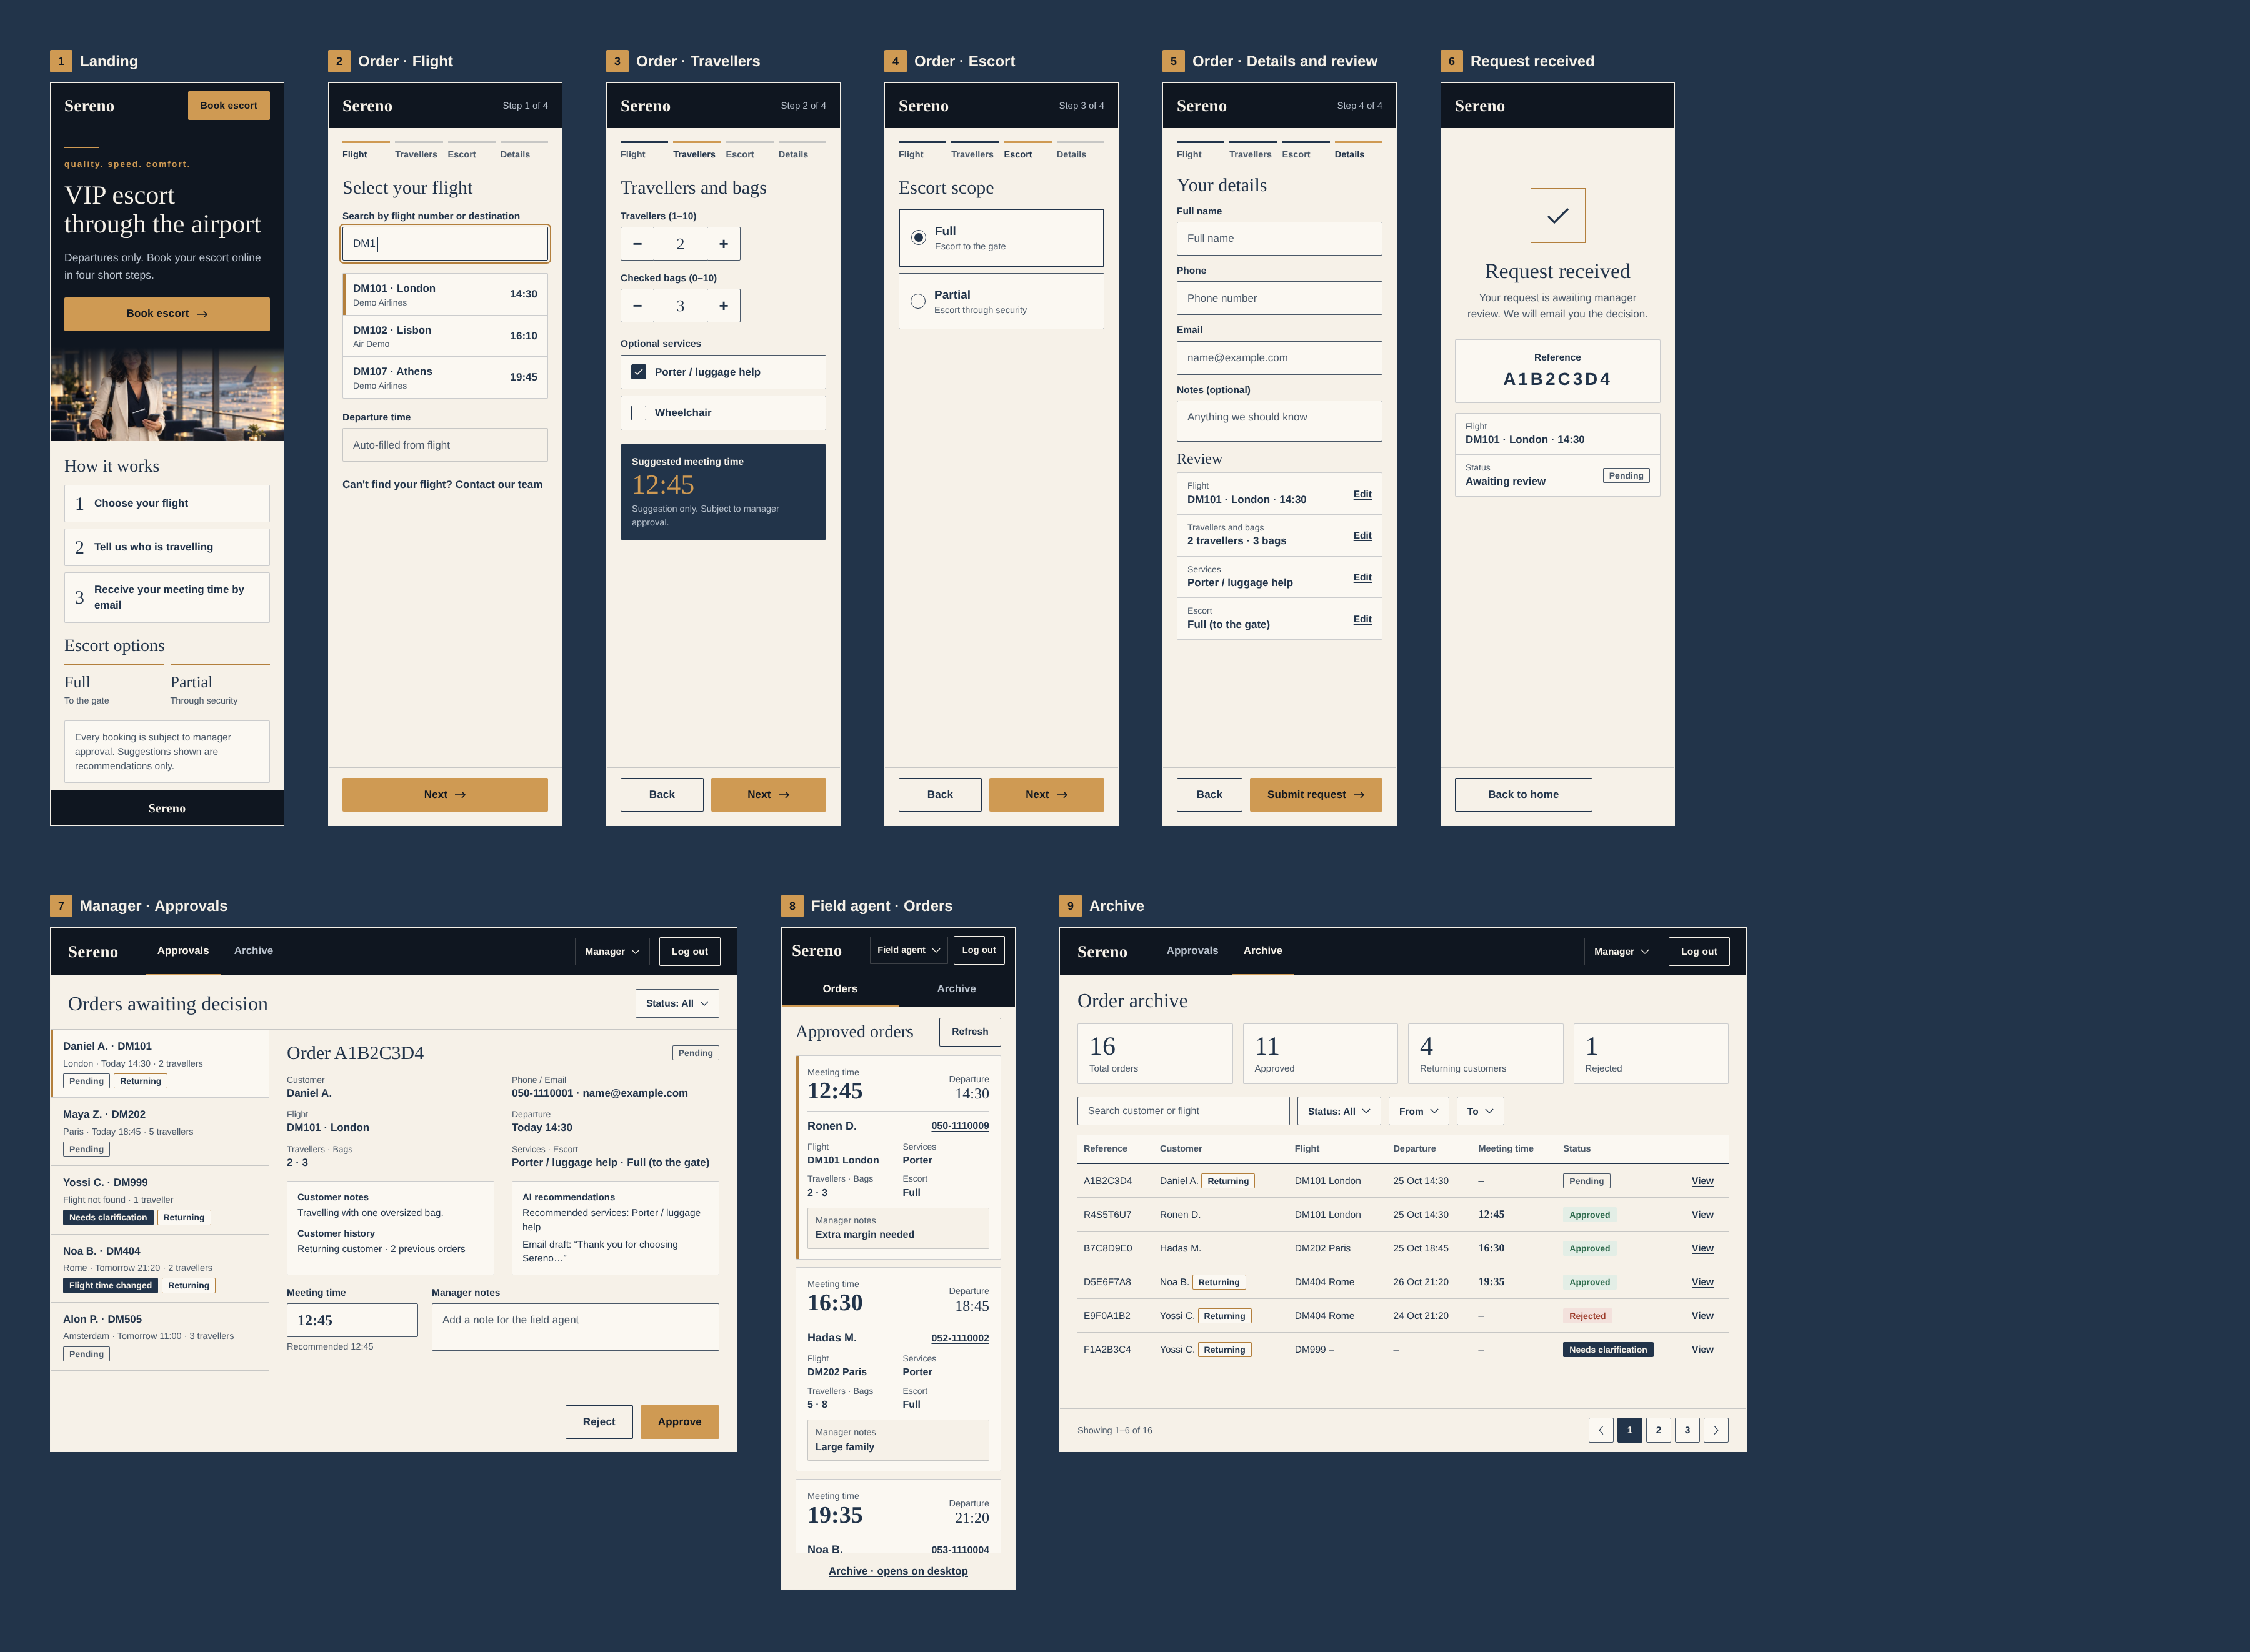 1 Landing
Sereno
Book escort
quality. speed. comfort.
VIP escort
through the airport
Departures only. Book your escort online
in four short steps.
Book escort →
How it works
1 Choose your flight
2 Tell us who is travelling
3 Receive your meeting time by
email
Escort options
Full
To the gate
Partial
Through security
Every booking is subject to manager
approval. Suggestions shown are
recommendations only.
Sereno
2 Order · Flight
Sereno
Step 1 of 4
Flight Travellers Escort Details
Select your flight
Search by flight number or destination
DM1
DM101 · London
Demo Airlines
14:30
DM102 · Lisbon
Air Demo
16:10
DM107 · Athens
Demo Airlines
19:45
Departure time
Auto-filled from flight
Can't find your flight? Contact our team
Next →
3 Order · Travellers
Sereno
Step 2 of 4
Flight Travellers Escort Details
Travellers and bags
Travellers (1–10)
− 2 +
Checked bags (0–10)
− 3 +
Optional services
Porter / luggage help
Wheelchair
Suggested meeting time
12:45
Suggestion only. Subject to manager
approval.
Back
Next →
4 Order · Escort
Sereno
Step 3 of 4
Flight Travellers Escort Details
Escort scope
Full
Escort to the gate
Partial
Escort through security
Back
Next →
5 Order · Details and review
Sereno
Step 4 of 4
Flight Travellers Escort Details
Your details
Full name
Full name
Phone
Phone number
Email
name@example.com
Notes (optional)
Anything we should know
Review
Flight
DM101 · London · 14:30
Edit
Travellers and bags
2 travellers · 3 bags
Edit
Services
Porter / luggage help
Edit
Escort
Full (to the gate)
Edit
Back
Submit request →
6 Request received
Sereno
Request received
Your request is awaiting manager
review. We will email you the decision.
Reference
A1B2C3D4
Flight
DM101 · London · 14:30
Status
Awaiting review
Pending
Back to home
7 Manager · Approvals
Sereno
Approvals
Archive
Manager
Log out
Orders awaiting decision
Status: All
Daniel A. · DM101
London · Today 14:30 · 2 travellers
Pending Returning
Maya Z. · DM202
Paris · Today 18:45 · 5 travellers
Pending
Yossi C. · DM999
Flight not found · 1 traveller
Needs clarification Returning
Noa B. · DM404
Rome · Tomorrow 21:20 · 2 travellers
Flight time changed Returning
Alon P. · DM505
Amsterdam · Tomorrow 11:00 · 3 travellers
Pending
Order A1B2C3D4
Pending
Customer
Daniel A.
Phone / Email
050-1110001 · name@example.com
Flight
DM101 · London
Departure
Today 14:30
Travellers · Bags
2 · 3
Services · Escort
Porter / luggage help · Full (to the gate)
Customer notes
Travelling with one oversized bag.
Customer history
Returning customer · 2 previous orders
AI recommendations
Recommended services: Porter / luggage
help
Email draft: "Thank you for choosing
Sereno…"
Meeting time
12:45
Recommended 12:45
Manager notes
Add a note for the field agent
Reject
Approve
8 Field agent · Orders
Sereno
Field agent
Log out
Orders
Archive
Approved orders
Refresh
Meeting time
12:45
Departure
14:30
Ronen D.
050-1110009
Flight
DM101 London
Services
Porter
Travellers · Bags
2 · 3
Escort
Full
Manager notes
Extra margin needed
Meeting time
16:30
Departure
18:45
Hadas M.
052-1110002
Flight
DM202 Paris
Services
Porter
Travellers · Bags
5 · 8
Escort
Full
Manager notes
Large family
Meeting time
19:35
Departure
21:20
Noa B.
053-1110004
Archive · opens on desktop
9 Archive
Sereno
Approvals
Archive
Manager
Log out
Order archive
16
Total orders
11
Approved
4
Returning customers
1
Rejected
Search customer or flight
Status: All
From
To
Reference Customer Flight Departure Meeting time Status
A1B2C3D4 Daniel A. Returning DM101 London 25 Oct 14:30 – Pending View
R4S5T6U7 Ronen D. DM101 London 25 Oct 14:30 12:45 Approved View
B7C8D9E0 Hadas M. DM202 Paris 25 Oct 18:45 16:30 Approved View
D5E6F7A8 Noa B. Returning DM404 Rome 26 Oct 21:20 19:35 Approved View
E9F0A1B2 Yossi C. Returning DM404 Rome 24 Oct 21:20 – Rejected View
F1A2B3C4 Yossi C. Returning DM999 – – – Needs clarification View
Showing 1–6 of 16
1 2 3